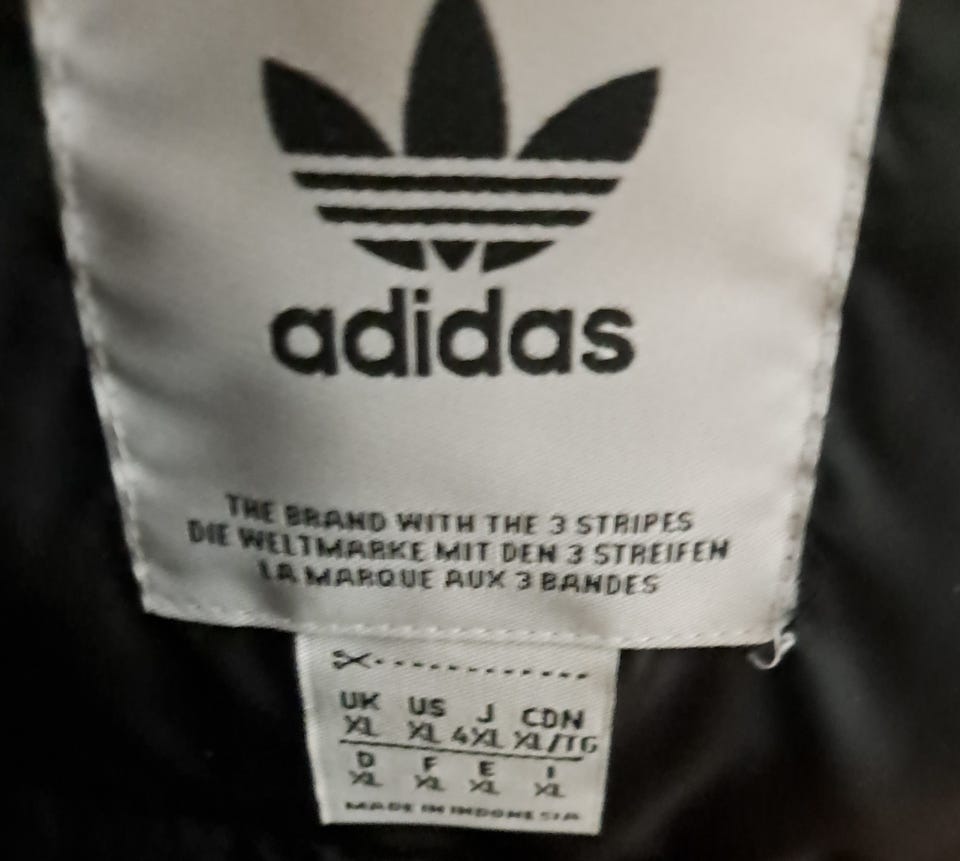 adidas
THE BRAND WITH THE 3 STRIPES
DIE WELTMARKE MIT DEN 3 STREIFEN
LA MARQUE AUX 3 BANDES
UK US J CDN
XL XL 4XL XL/TG
D F E I
XL XL XL XL
MADE IN INDONESIA